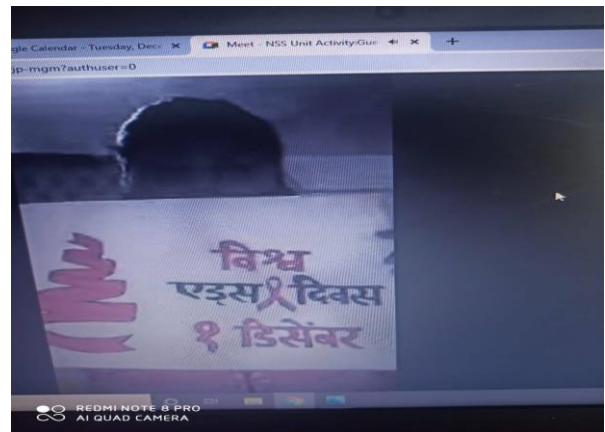 gle Calendar - Tuesday, Dec
Meet - NSS Unit Activity:Gue
jp-mgm?authuser=0
विश्व
एड्स दिवस
१ डिसेंबर
REDMI NOTE 8 PRO
AI QUAD CAMERA